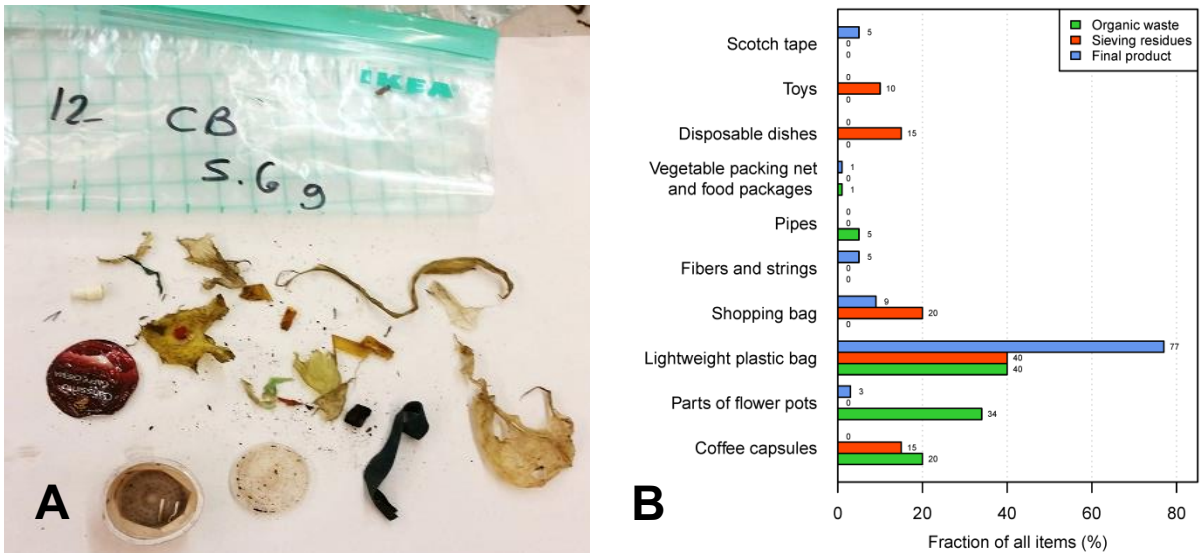 IKEA
12- CB
5.6 g
A
Organic waste
Sieving residues
Final product
Scotch tape
5
0
0
Toys
0
10
0
Disposable dishes
0
15
0
Vegetable packing net
and food packages
1
0
1
Pipes
0
0
5
Fibers and strings
5
0
0
Shopping bag
9
20
0
Lightweight plastic bag
77
40
40
Parts of flower pots
3
0
34
Coffee capsules
0
15
20
0 20 40 60 80
Fraction of all items (%)
B